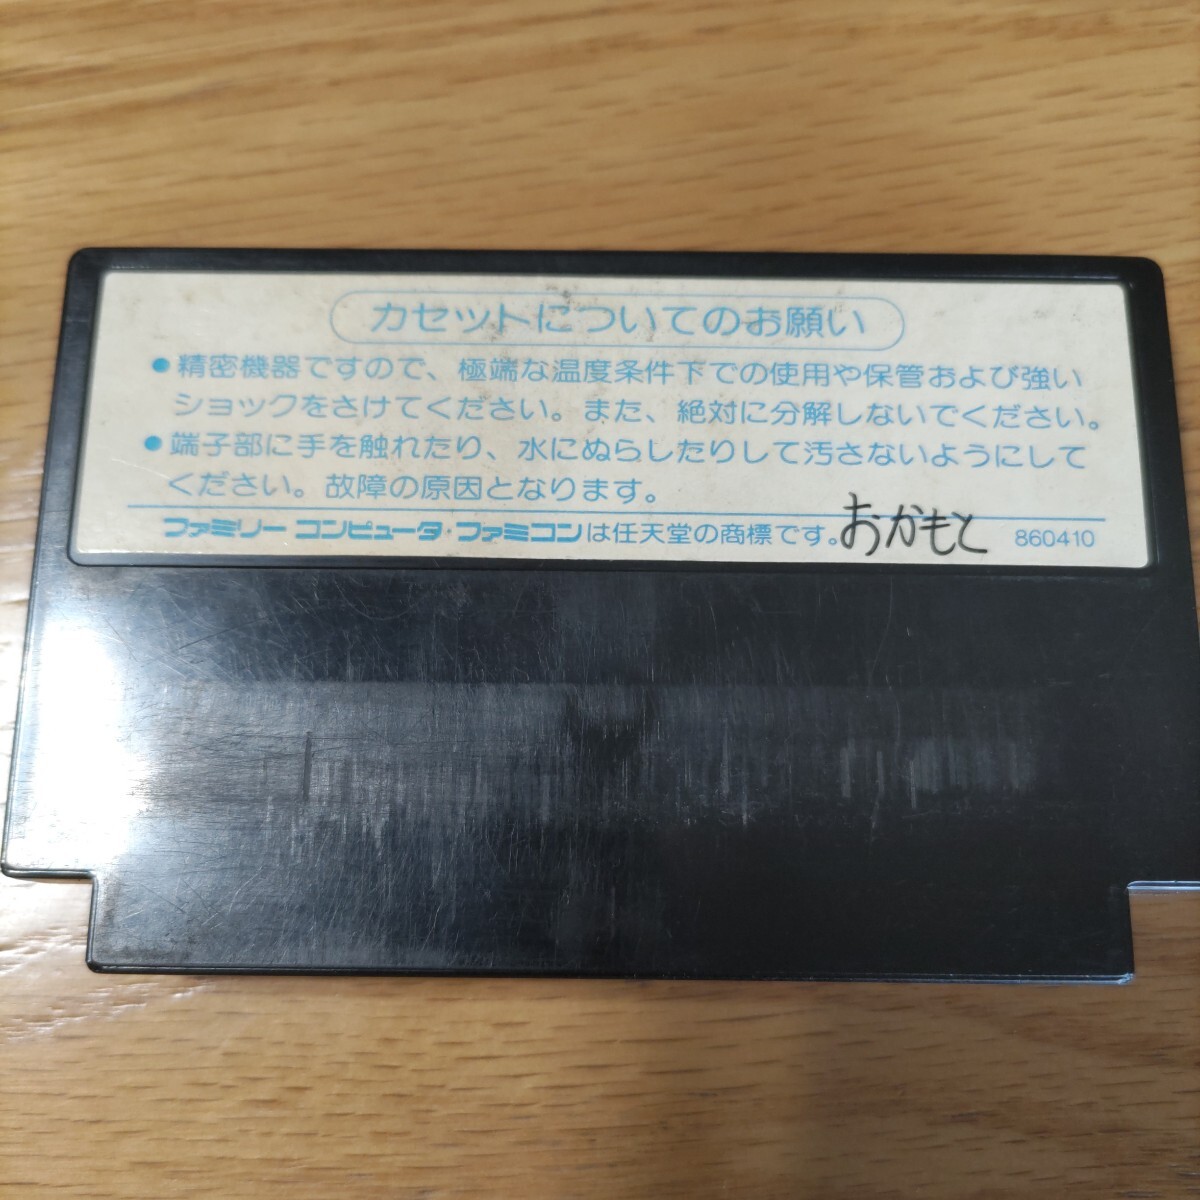 カセットについてのお願い
●精密機器ですので、極端な温度条件下での使用や保管および強い
ショックをさけてください。また、絶対に分解しないでください。
●端子部に手を触れたり、水にぬらしたりして汚さないようにして
ください。故障の原因となります。
ファミリー コンピュータ・ファミコンは任天堂の商標です。おかもと 860410